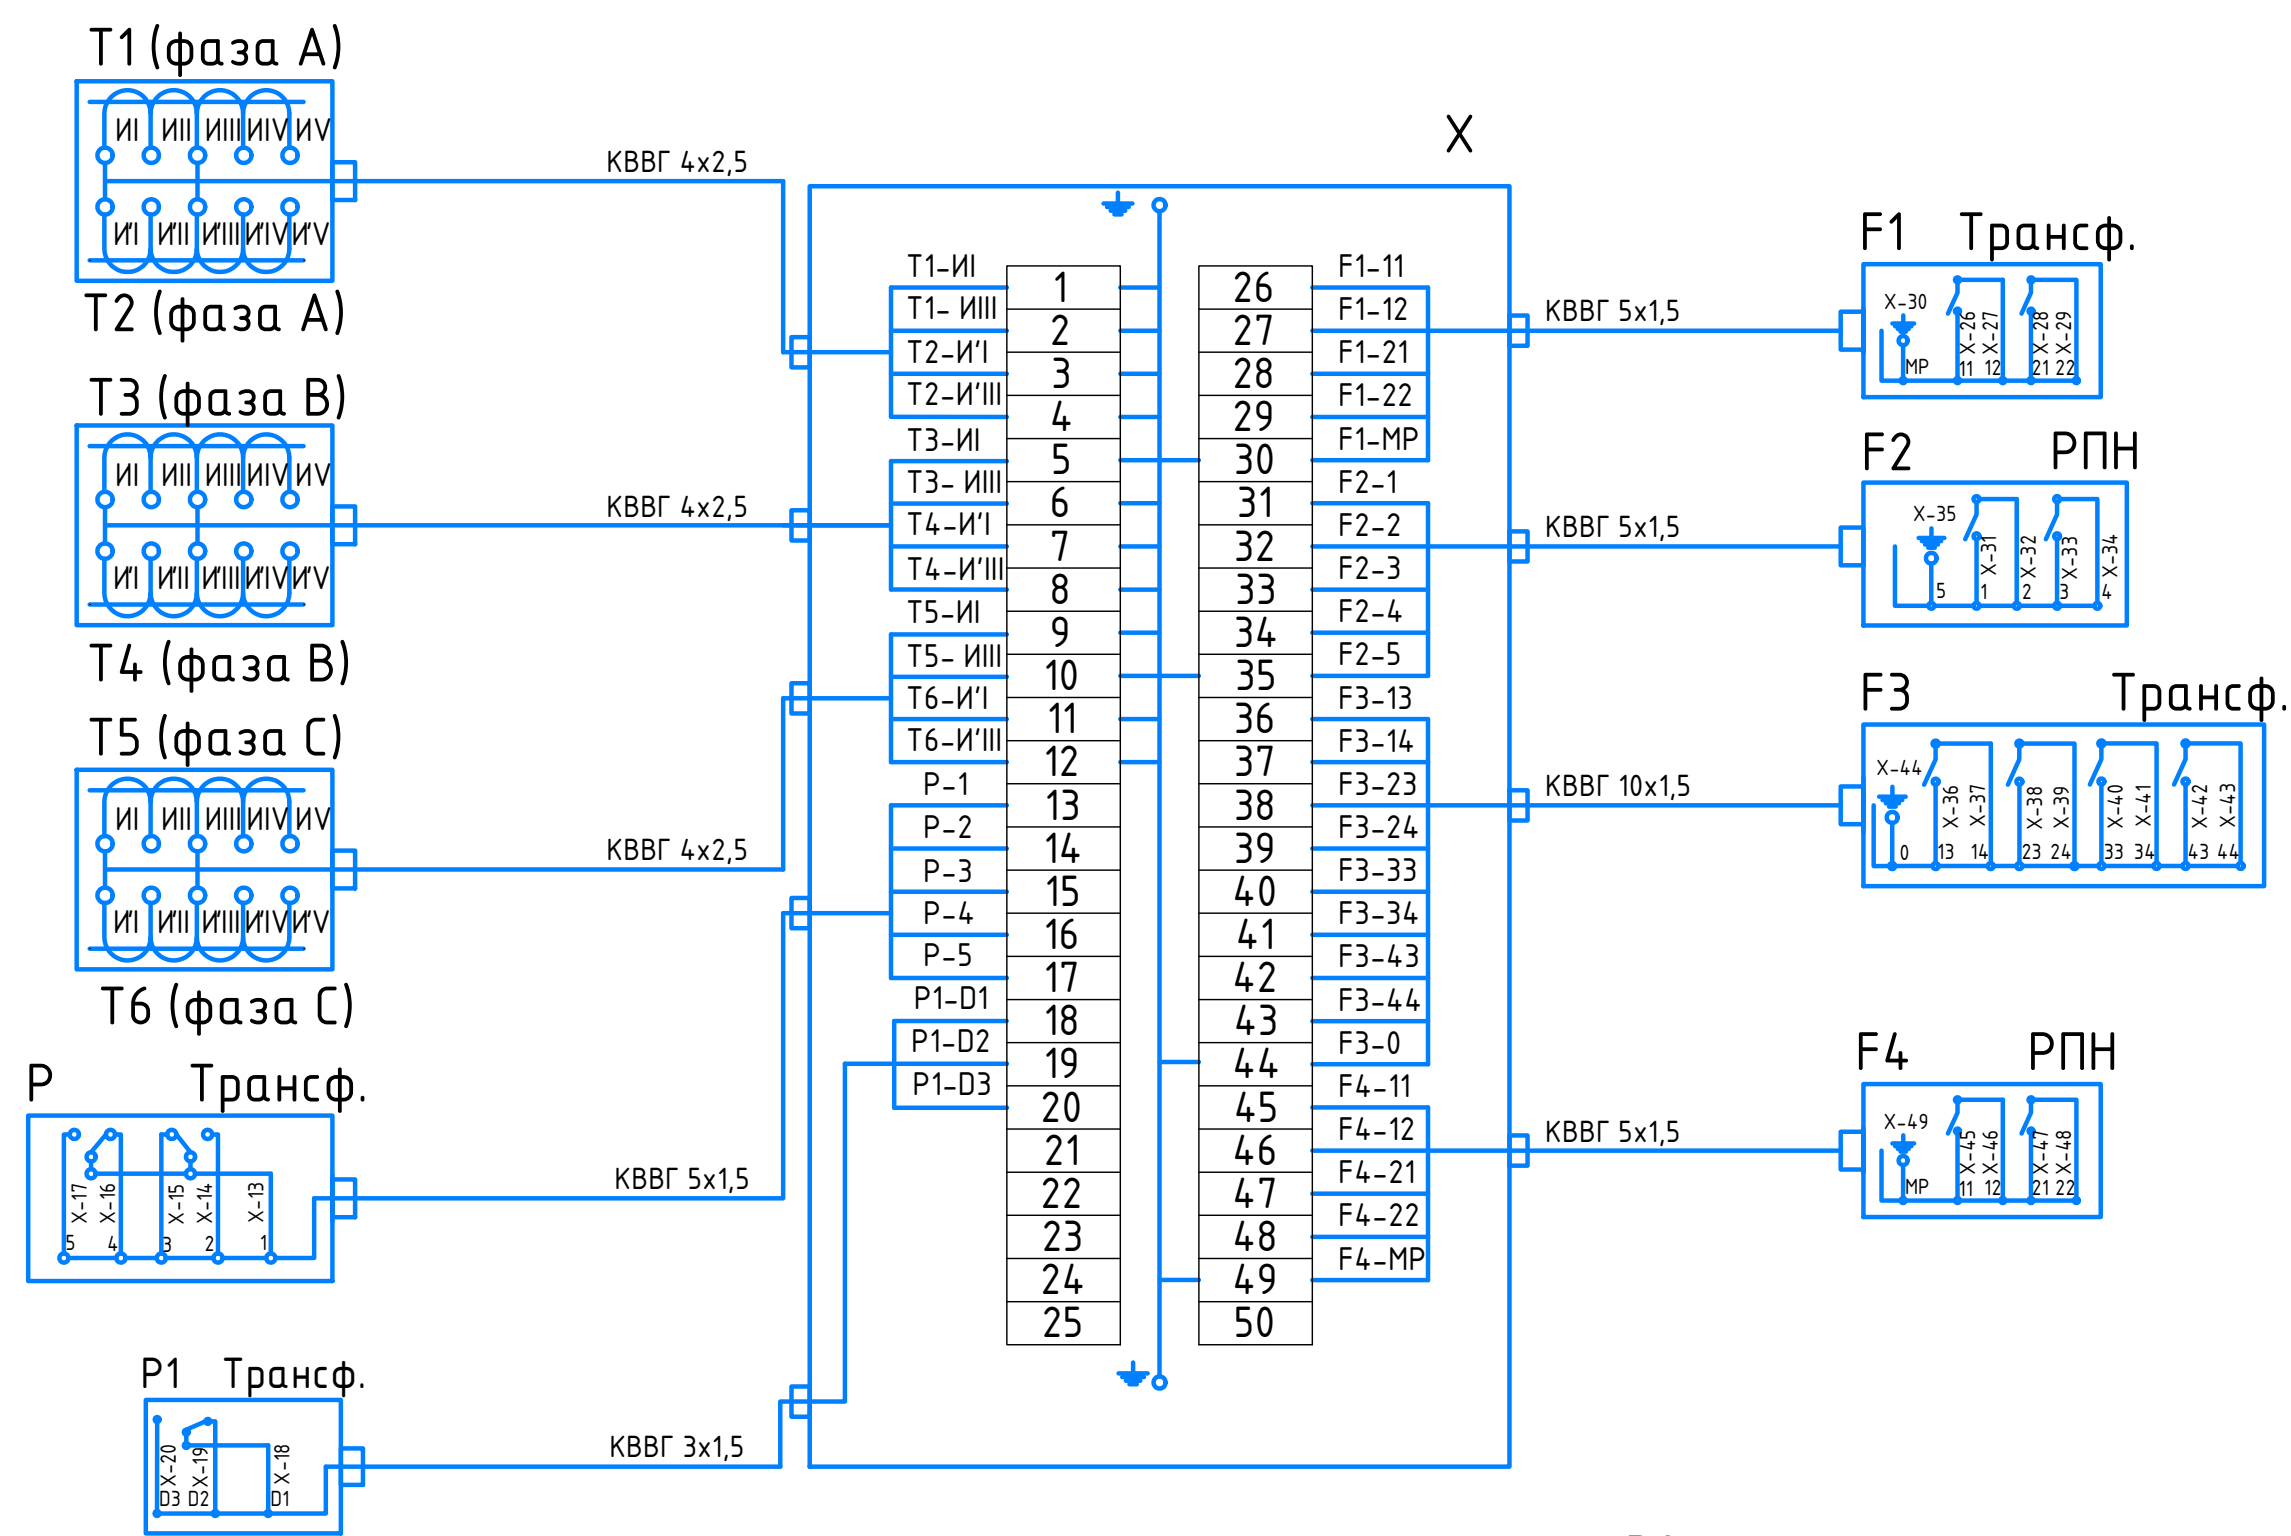 T1 (фаза А)
ИI ИII ИIII ИIV ИV
И'I И'II И'III И'IV И'V
T2 (фаза А)
T3 (фаза В)
ИI ИII ИIII ИIV ИV
И'I И'II И'III И'IV И'V
T4 (фаза В)
T5 (фаза С)
ИI ИII ИIII ИIV ИV
И'I И'II И'III И'IV И'V
T6 (фаза С)
P Трансф.
X-17 X-16 X-15 X-14 X-13
5 4 3 2 1
P1 Трансф.
X-20 X-19 X-18
D3 D2 D1
КВВГ 4х2,5
КВВГ 4х2,5
КВВГ 4х2,5
КВВГ 5х1,5
КВВГ 3х1,5
X
T1-ИI 1
T1- ИIII 2
T2-И'I 3
T2-И'III 4
T3-ИI 5
T3- ИIII 6
T4-И'I 7
T4-И'III 8
T5-ИI 9
T5- ИIII 10
T6-И'I 11
T6-И'III 12
P-1 13
P-2 14
P-3 15
P-4 16
P-5 17
P1-D1 18
P1-D2 19
P1-D3 20
21
22
23
24
25
26 F1-11
27 F1-12
28 F1-21
29 F1-22
30 F1-MP
31 F2-1
32 F2-2
33 F2-3
34 F2-4
35 F2-5
36 F3-13
37 F3-14
38 F3-23
39 F3-24
40 F3-33
41 F3-34
42 F3-43
43 F3-44
44 F3-0
45 F4-11
46 F4-12
47 F4-21
48 F4-22
49 F4-MP
50
КВВГ 5х1,5
КВВГ 5х1,5
КВВГ 10х1,5
КВВГ 5х1,5
F1 Трансф.
X-30 X-26 X-27 X-28 X-29
MP 11 12 21 22
F2 РПН
X-35 X-31 X-32 X-33 X-34
5 1 2 3 4
F3 Трансф.
X-44 X-36 X-37 X-38 X-39 X-40 X-41 X-42 X-43
0 13 14 23 24 33 34 43 44
F4 РПН
X-49 X-45 X-46 X-47 X-48
MP 11 12 21 22